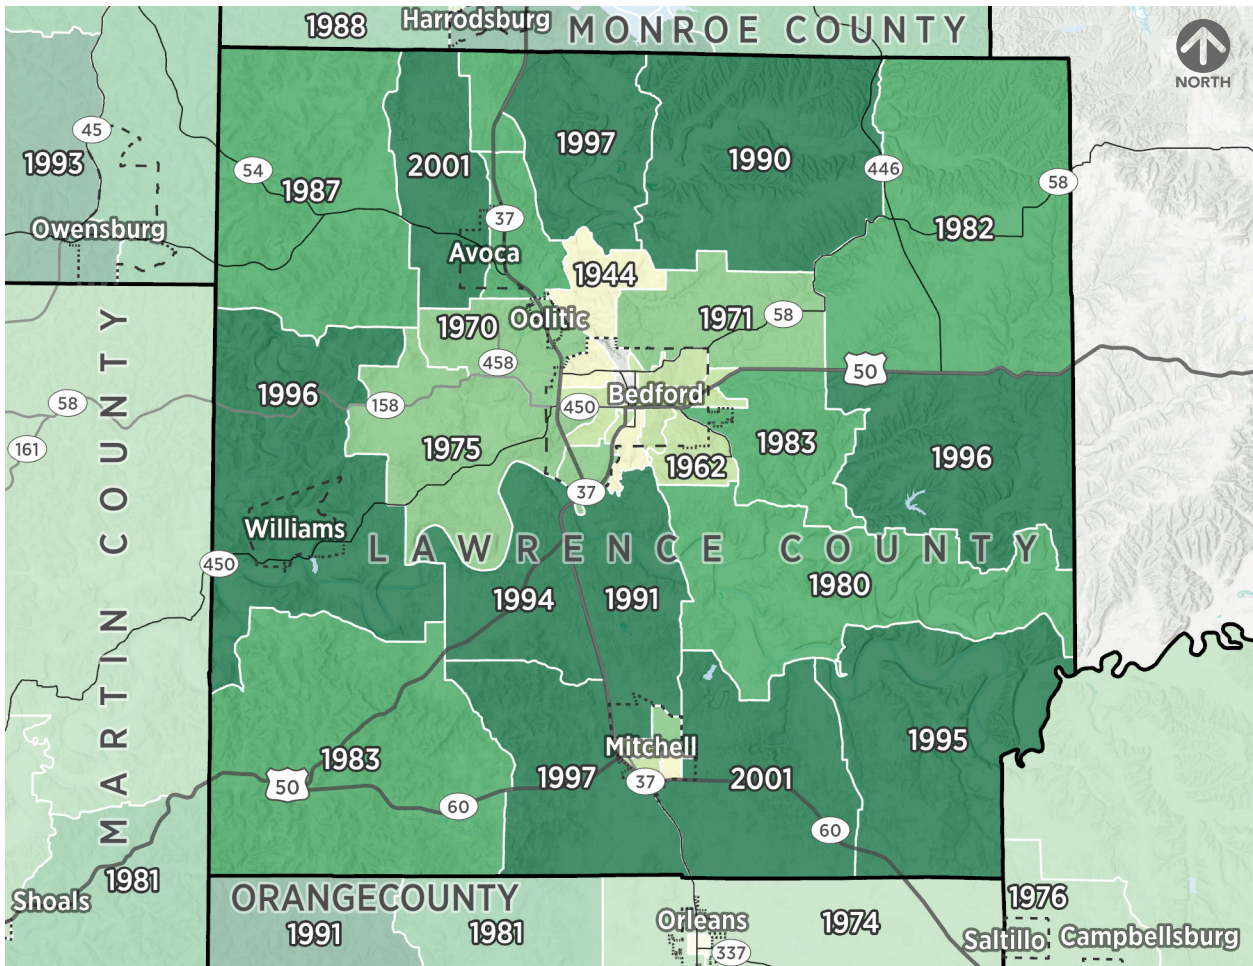 1988
Harrodsburg
MONROE COUNTY
NORTH
45
1993
54
1987
2001
1997
1990
446
58
1982
Owensburg
37
Avoca
1944
1970
Oolitic
1971
58
458
50
1996
158
450
Bedford
58
161
1975
1962
1983
1996
37
MARTIN COUNTY
Williams
LAWRENCE COUNTY
450
1994
1991
1980
1983
50
60
1997
Mitchell
37
2001
1995
60
Shoals
1981
ORANGECOUNTY
1991
1981
Orleans
337
1974
1976
Saltillo
Campbellsburg